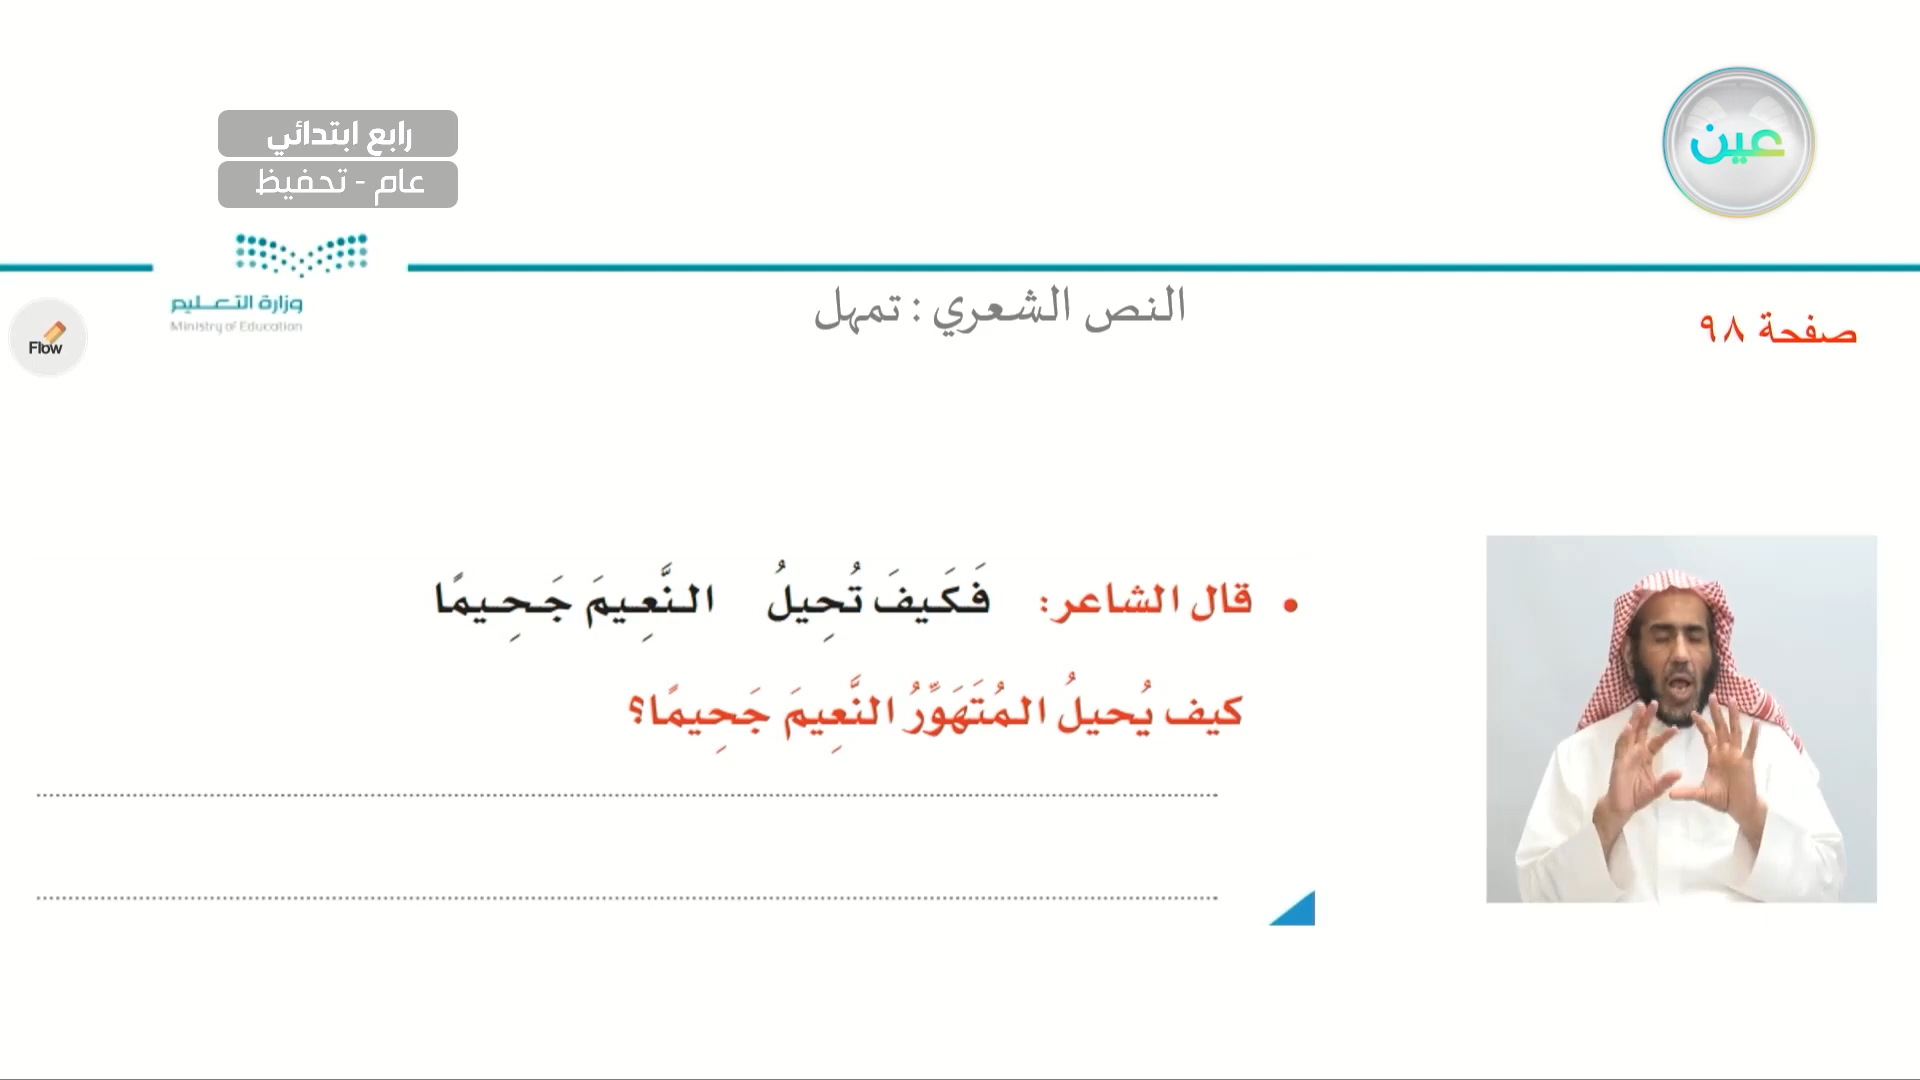 عين
رابع ابتدائي
عام - تحفيظ
وزارة التعليم
Ministry of Education
Flow
صفحة ٩٨
النص الشعري : تمهل
• قال الشاعر: فَكَيفَ تُحِيلُ النَّعِيمَ جَحِيمًا
كيف يُحيلُ المُتَهَوِّرُ النَّعِيمَ جَحِيمًا؟